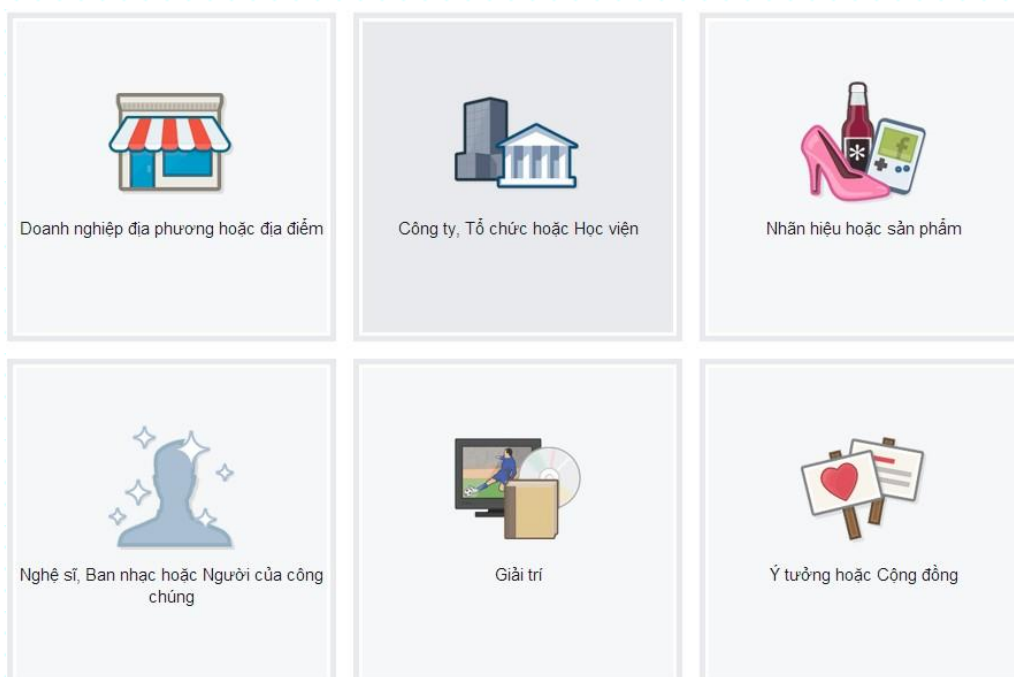 Doanh nghiệp địa phương hoặc địa điểm
Công ty, Tổ chức hoặc Học viện
Nhãn hiệu hoặc sản phẩm
Nghệ sĩ, Ban nhạc hoặc Người của công
chúng
Giải trí
Ý tưởng hoặc Cộng đồng